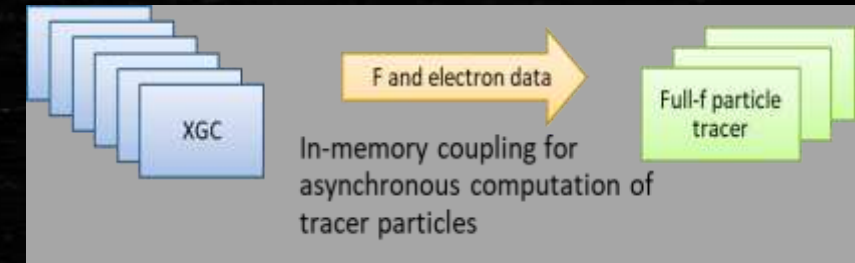 XGC
F and electron data
Full-f particle
tracer
In-memory coupling for
asynchronous computation of
tracer particles